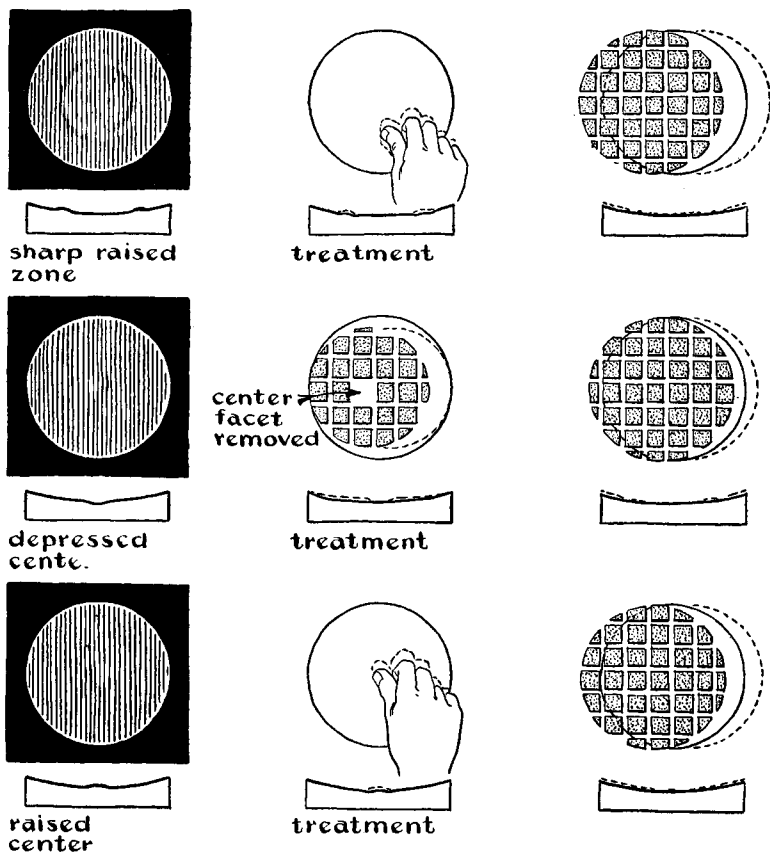 sharp raised
zone
treatment
center
facet
removed
depressed
cente.
treatment
raised
center
treatment